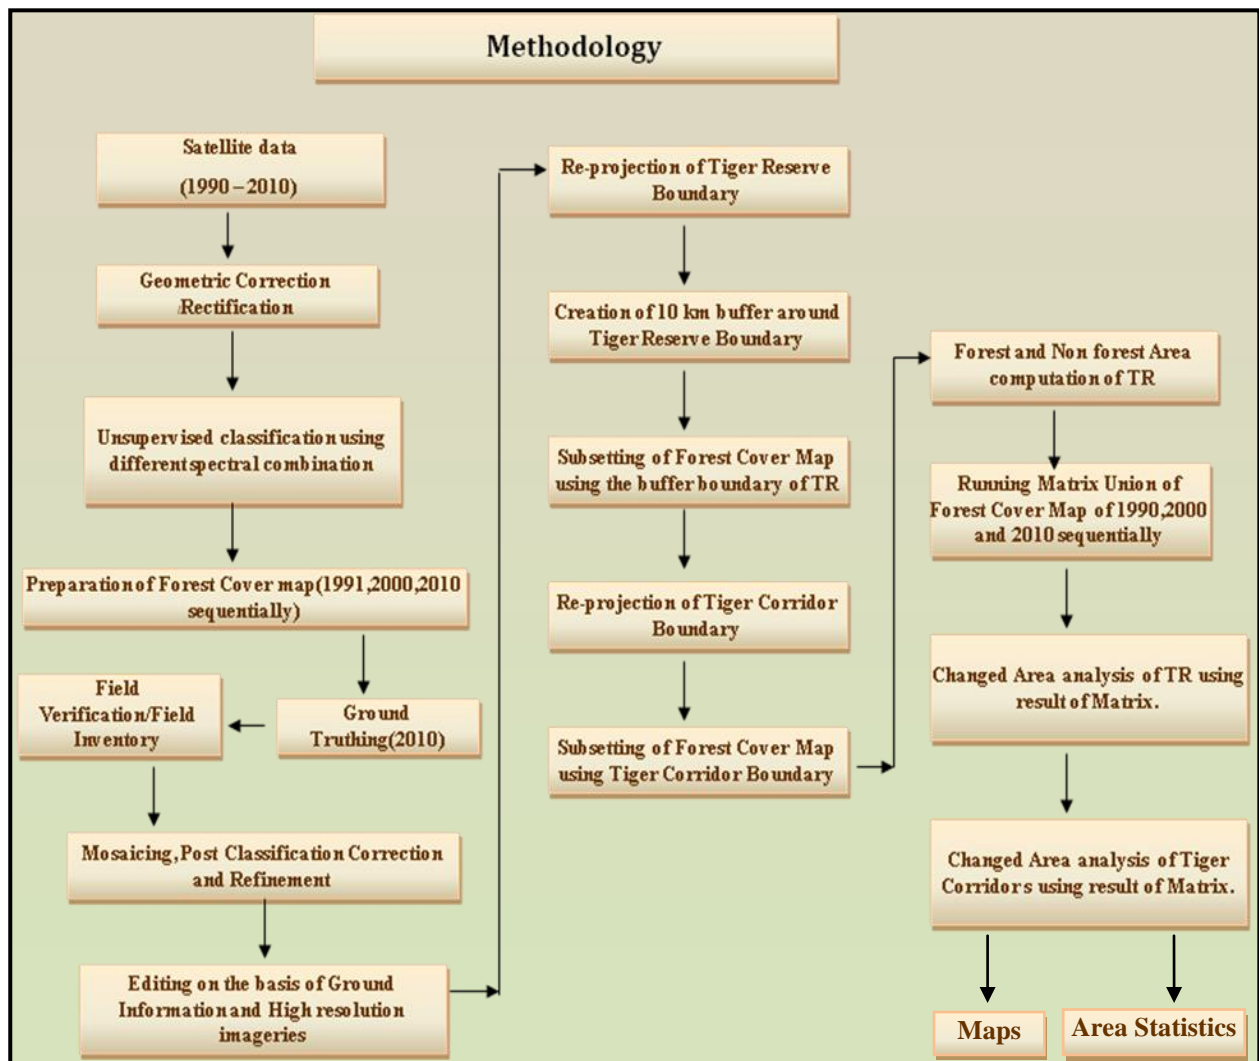 Methodology
Satellite data
(1990 – 2010)
Geometric Correction
Rectification
Unsupervised classification using
different spectral combination
Preparation of Forest Cover map(1991,2000,2010
sequentially)
Ground
Truthing(2010)
Field
Verification/Field
Inventory
Mosaicing, Post Classification Correction
and Refinement
Editing on the basis of Ground
Information and High resolution
imageries
Re-projection of Tiger Reserve
Boundary
Creation of 10 km buffer around
Tiger Reserve Boundary
Subsetting of Forest Cover Map
using the buffer boundary of TR
Re-projection of Tiger Corridor
Boundary
Subsetting of Forest Cover Map
using Tiger Corridor Boundary
Forest and Non forest Area
computation of TR
Running Matrix Union of
Forest Cover Map of 1990,2000
and 2010 sequentially
Changed Area analysis of TR using
result of Matrix.
Changed Area analysis of Tiger
Corridors using result of Matrix.
Maps
Area Statistics